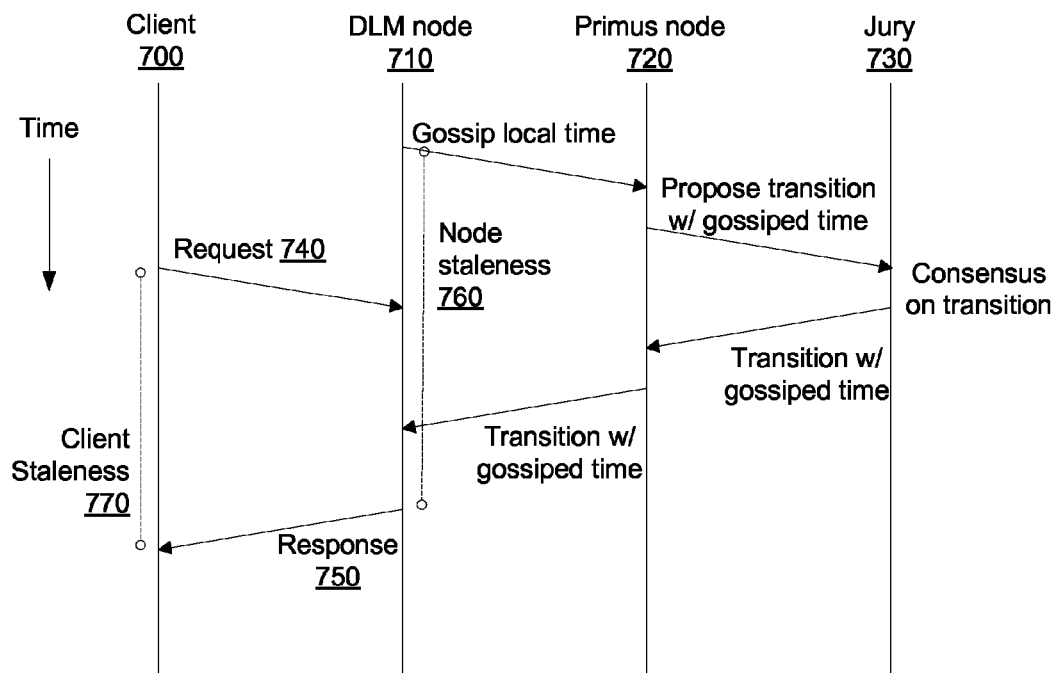 Client
700
DLM node
710
Primus node
720
Jury
730
Time
Gossip local time
Propose transition
w/ gossiped time
Request 740
Node
staleness
760
Consensus
on transition
Transition w/
gossiped time
Transition w/
gossiped time
Client
Staleness
770
Response
750